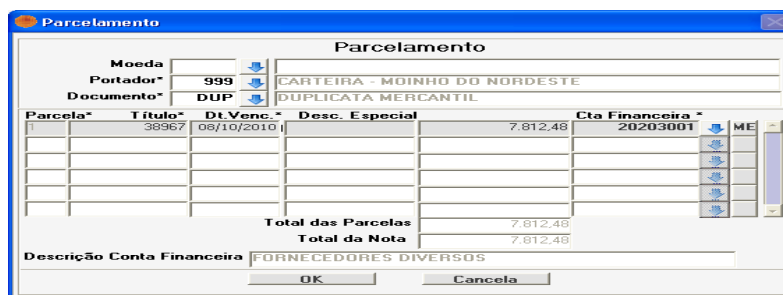 Parcelamento
Parcelamento
Moeda
Portador* 999 CARTEIRA - MOINHO DO NORDESTE
Documento* DUP DUPLICATA MERCANTIL
Parcela* Título* Dt.Venc.* Desc. Especial Cta Financeira *
1 38967 08/10/2010 7.812,48 20203001 ME
Total das Parcelas 7.812,48
Total da Nota 7.812,48
Descrição Conta Financeira FORNECEDORES DIVERSOS
OK Cancela